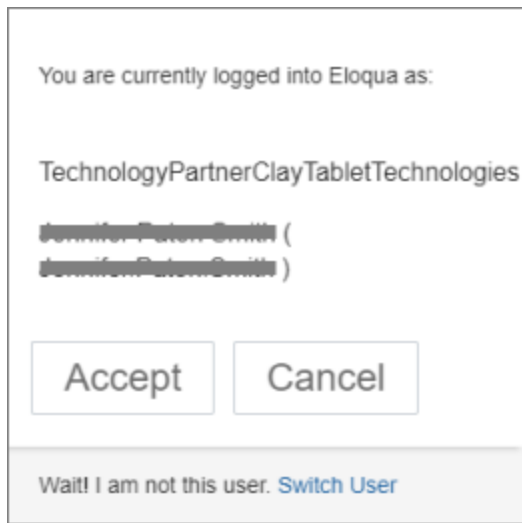 You are currently logged into Eloqua as:
TechnologyPartnerClayTabletTechnologies
(
)
Accept
Cancel
Wait! I am not this user. Switch User